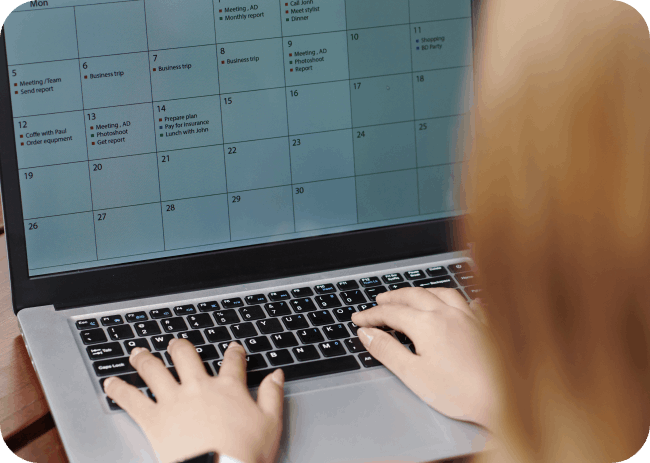 Mon
Meeting , AD
Monthly report
Call Jonh
Meet stylist
Dinner
5
Meeting /Team
Send report
6
Business trip
7
Business trip
8
Business trip
9
Meeting , AD
Photoshoot
Report
10
11
Shopping
BD Party
12
Coffe with Paul
Order equipment
13
Meeting , AD
Photoshoot
Get report
14
Prepare plan
Pay for insurance
Lunch with John
15
16
17
18
19
20
21
22
23
24
25
26
27
28
29
30
Caps Lock